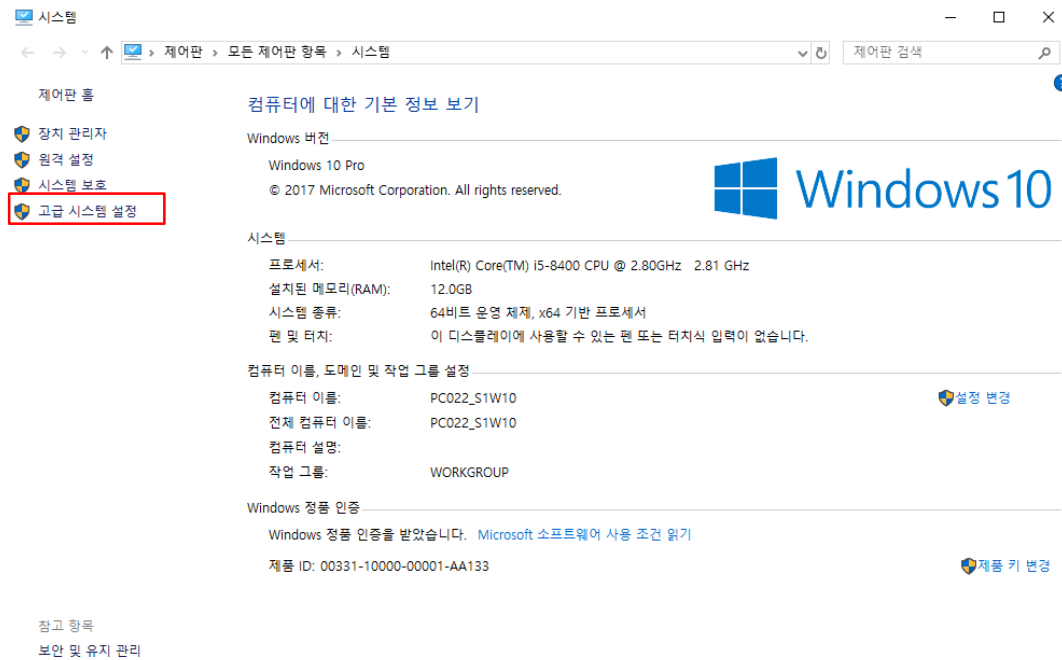 시스템
제어판 › 모든 제어판 항목 › 시스템
제어판 검색
제어판 홈
장치 관리자
원격 설정
시스템 보호
고급 시스템 설정
컴퓨터에 대한 기본 정보 보기
Windows 버전
Windows 10 Pro
© 2017 Microsoft Corporation. All rights reserved.
Windows 10
시스템
프로세서: Intel(R) Core(TM) i5-8400 CPU @ 2.80GHz 2.81 GHz
설치된 메모리(RAM): 12.0GB
시스템 종류: 64비트 운영 체제, x64 기반 프로세서
펜 및 터치: 이 디스플레이에 사용할 수 있는 펜 또는 터치식 입력이 없습니다.
컴퓨터 이름, 도메인 및 작업 그룹 설정
컴퓨터 이름: PC022_S1W10 설정 변경
전체 컴퓨터 이름: PC022_S1W10
컴퓨터 설명:
작업 그룹: WORKGROUP
Windows 정품 인증
Windows 정품 인증을 받았습니다. Microsoft 소프트웨어 사용 조건 읽기
제품 ID: 00331-10000-00001-AA133 제품 키 변경
참고 항목
보안 및 유지 관리